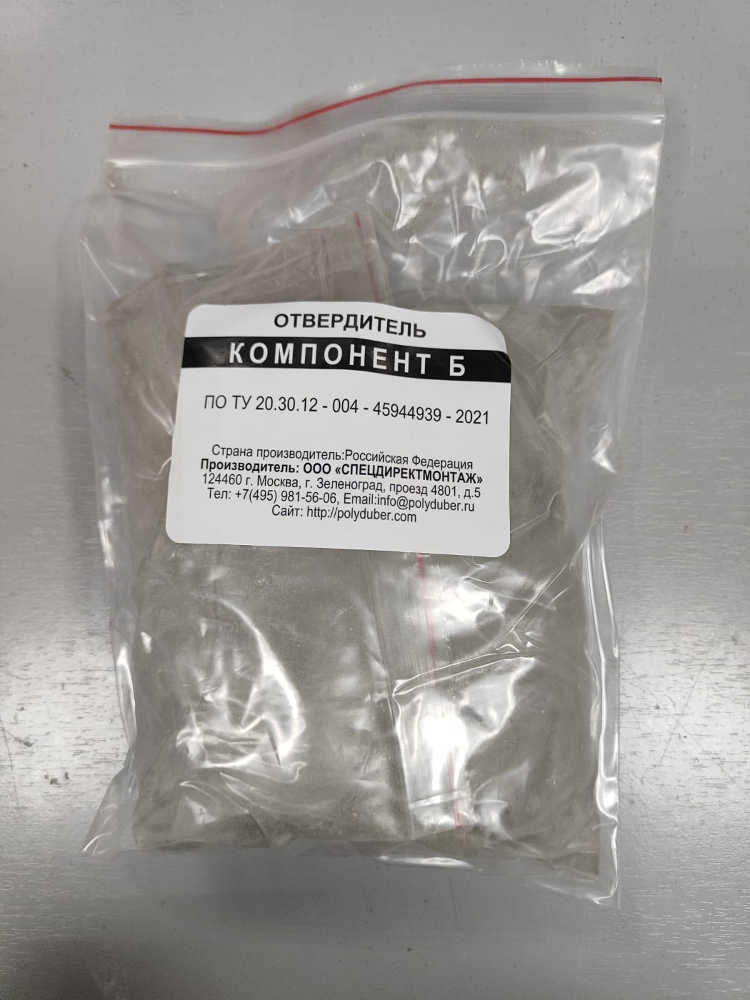 ОТВЕРДИТЕЛЬ
КОМПОНЕНТ Б
ПО ТУ 20.30.12 - 004 - 45944939 - 2021
Страна производитель:Российская Федерация
Производитель: ООО «СПЕЦДИРЕКТМОНТАЖ»
124460 г. Москва, г. Зеленоград, проезд 4801, д.5
Тел: +7(495) 981-56-06, Email:info@polyduber.ru
Сайт: http://polyduber.com